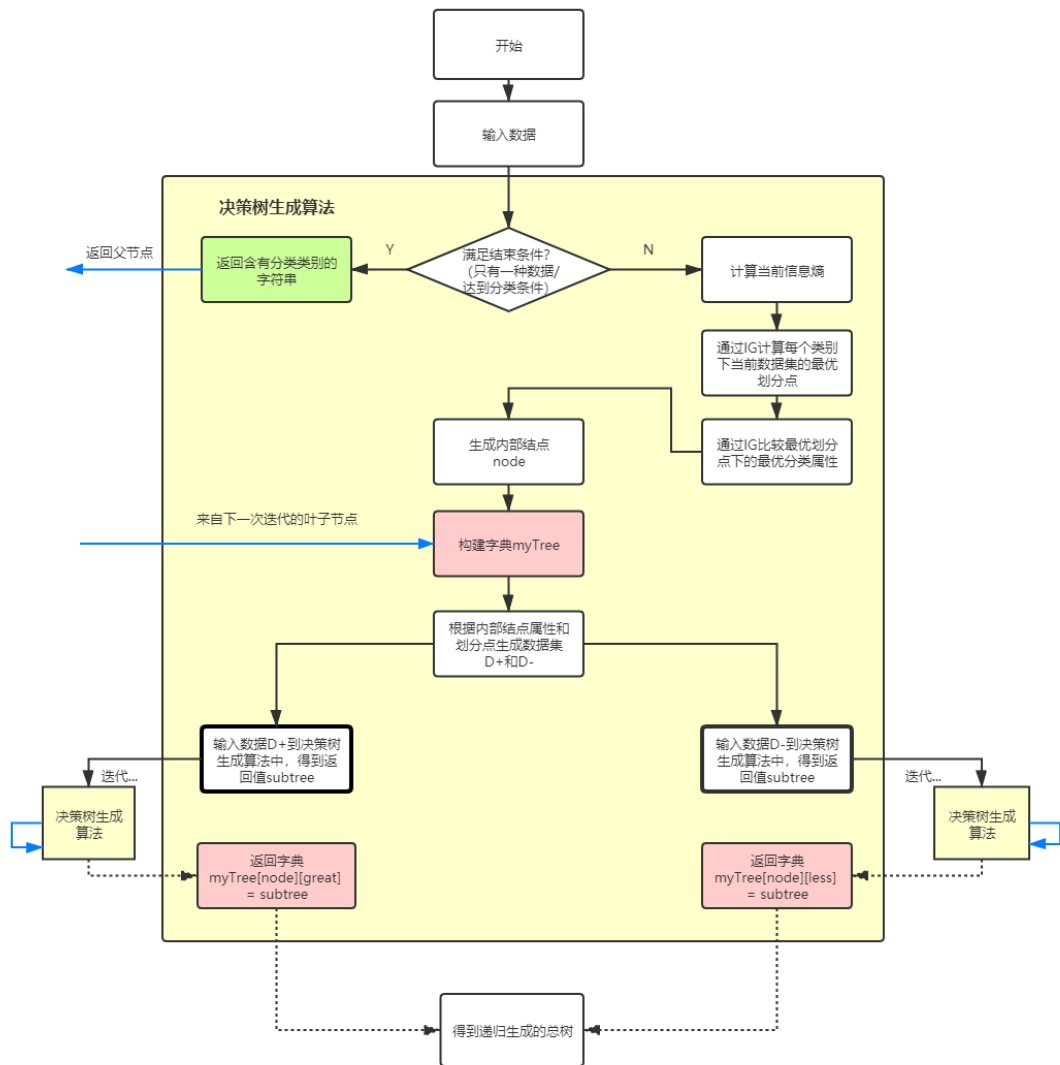 开始
输入数据
决策树生成算法
返回父节点
返回含有分类类别的
字符串
Y
满足结束条件?
（只有一种数据/
达到分类条件）
N
计算当前信息熵
通过IG计算每个类别
下当前数据集的最优
划分点
生成内部结点
node
通过IG比较最优划分
点下的最优分类属性
来自下一次迭代的叶子节点
构建字典myTree
根据内部结点属性和
划分点生成数据集
D+和D-
输入数据D+到决策树
生成算法中，得到返
回值subtree
输入数据D-到决策树
生成算法中，得到返
回值subtree
迭代...
迭代...
决策树生成
算法
决策树生成
算法
返回字典
myTree[node][great]
= subtree
返回字典
myTree[node][less]
= subtree
得到递归生成的总树